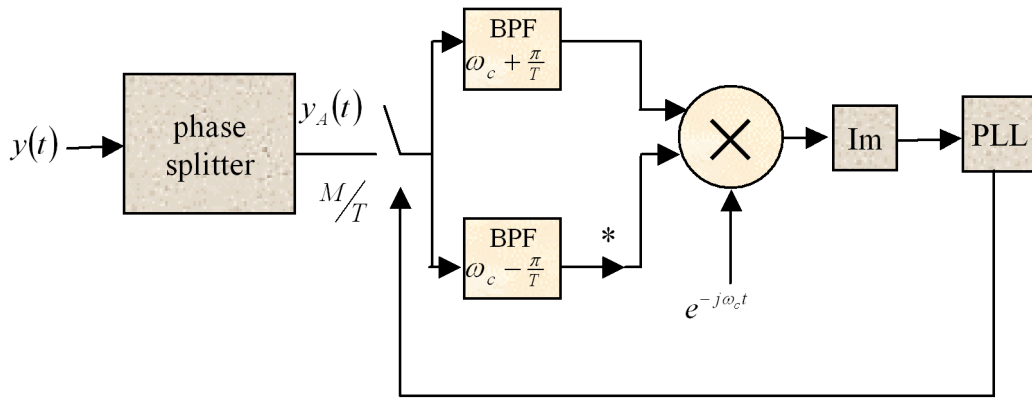 y(t)
phase
splitter
y_A(t)
M/T
BPF
ω_c + π/T
BPF
ω_c − π/T
*
×
e^{-jω_c t}
Im
PLL